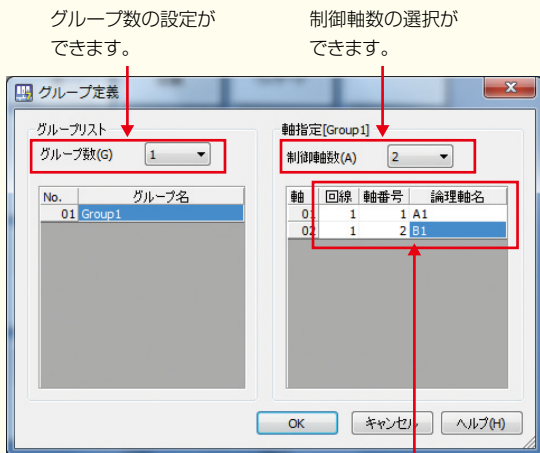 グループ数の設定が
できます。
制御軸数の選択が
できます。
グループ定義
グループリスト
グループ数(G) 1
No. グループ名
01 Group1
軸指定[Group1]
制御軸数(A) 2
軸 回線 軸番号 論理軸名
01 1 1 A1
02 1 2 B1
OK キャンセル ヘルプ(H)